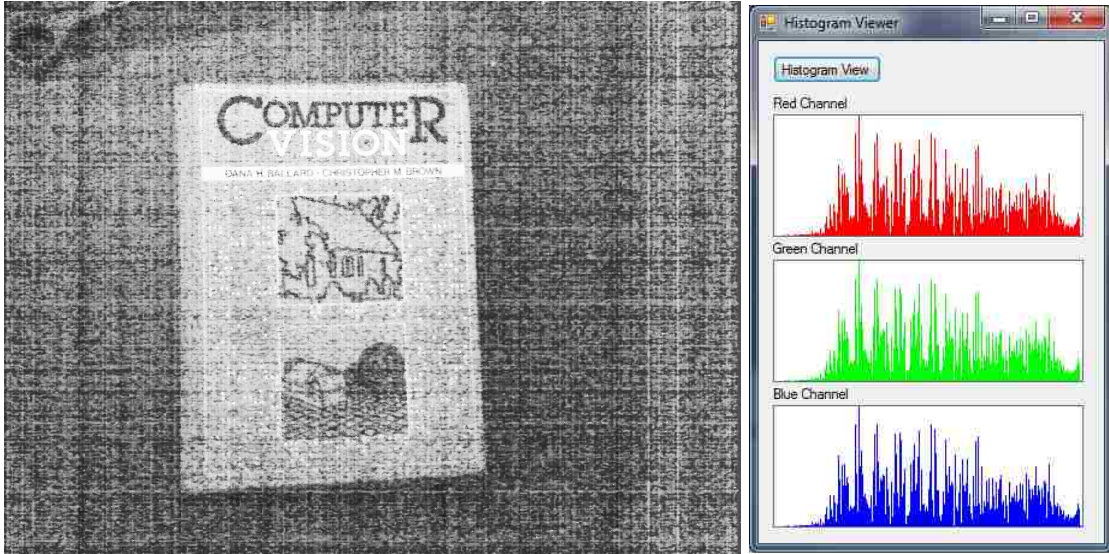 COMPUTER
VISION
DANA H. BALLARD · CHRISTOPHER M. BROWN
Histogram Viewer
Histogram View
Red Channel
Green Channel
Blue Channel